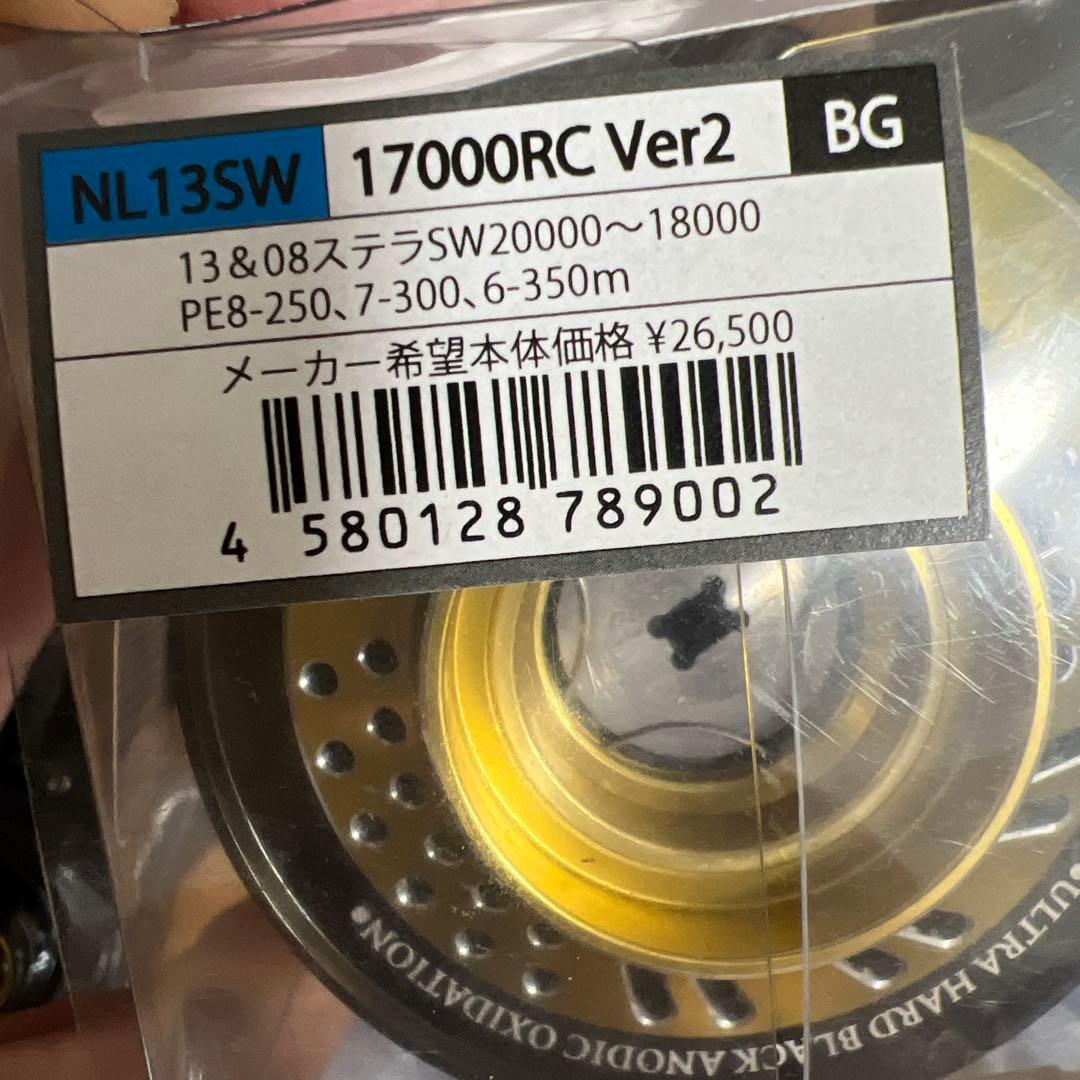 NL13SW 17000RC Ver2 BG
13&08ステラSW20000～18000
PE8-250、7-300、6-350m
メーカー希望本体価格 ¥26,500
4 580128 789002
•ULTRA HARD BLACK ANODIC OXIDATION•